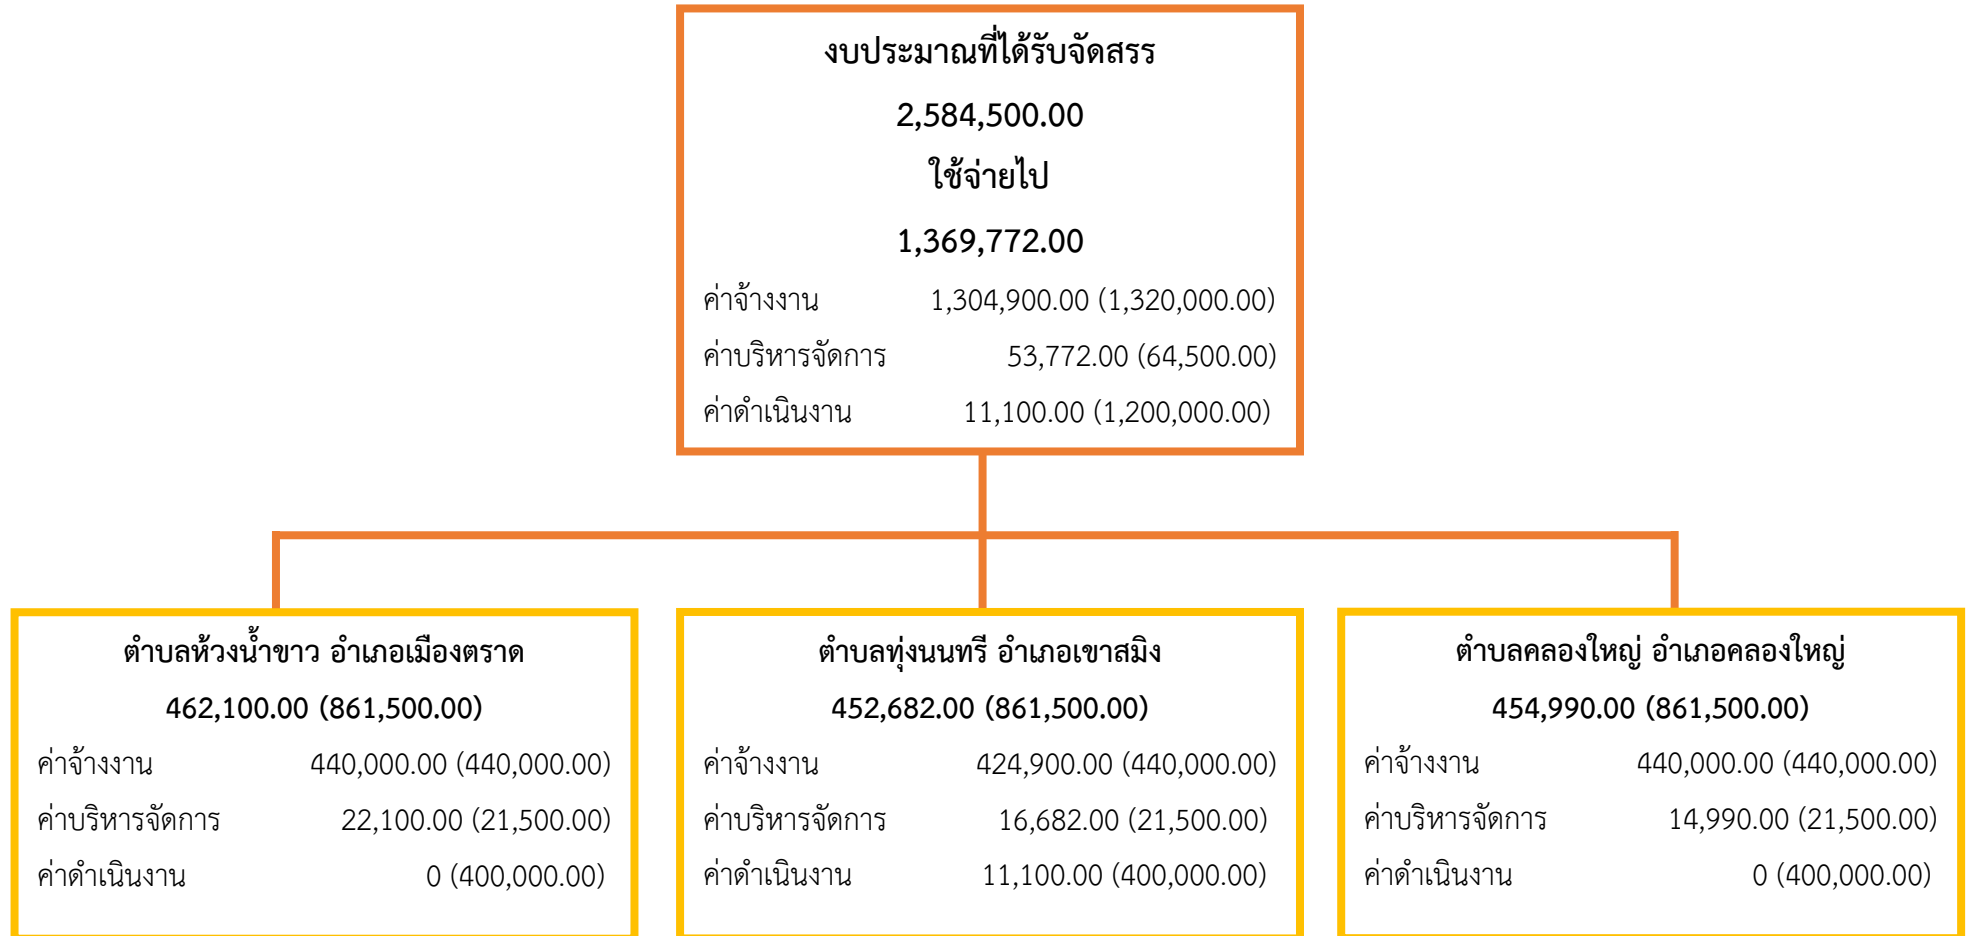 งบประมาณที่ได้รับจัดสรร
2,584,500.00
ใช้จ่ายไป
1,369,772.00
ค่าจ้างงาน 1,304,900.00 (1,320,000.00)
ค่าบริหารจัดการ 53,772.00 (64,500.00)
ค่าดำเนินงาน 11,100.00 (1,200,000.00)
ตำบลห้วงน้ำขาว อำเภอเมืองตราด
462,100.00 (861,500.00)
ค่าจ้างงาน 440,000.00 (440,000.00)
ค่าบริหารจัดการ 22,100.00 (21,500.00)
ค่าดำเนินงาน 0 (400,000.00)
ตำบลทุ่งนนทรี อำเภอเขาสมิง
452,682.00 (861,500.00)
ค่าจ้างงาน 424,900.00 (440,000.00)
ค่าบริหารจัดการ 16,682.00 (21,500.00)
ค่าดำเนินงาน 11,100.00 (400,000.00)
ตำบลคลองใหญ่ อำเภอคลองใหญ่
454,990.00 (861,500.00)
ค่าจ้างงาน 440,000.00 (440,000.00)
ค่าบริหารจัดการ 14,990.00 (21,500.00)
ค่าดำเนินงาน 0 (400,000.00)